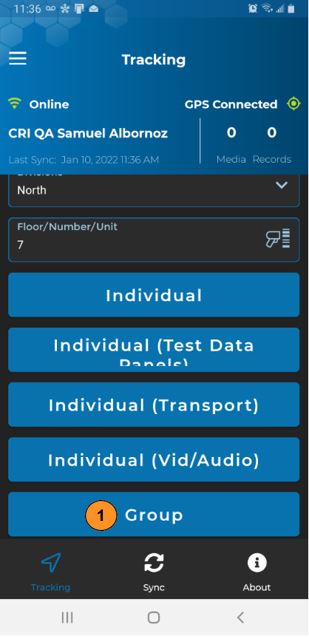 11:36
Tracking
Online GPS Connected
CRI QA Samuel Albornoz 0 0
Last Sync: Jan 10, 2022 11:36 AM Media Records
Divisions
North
Floor/Number/Unit
7
Individual
Individual (Test Data
Panels)
Individual (Transport)
Individual (Vid/Audio)
1 Group
Tracking Sync About